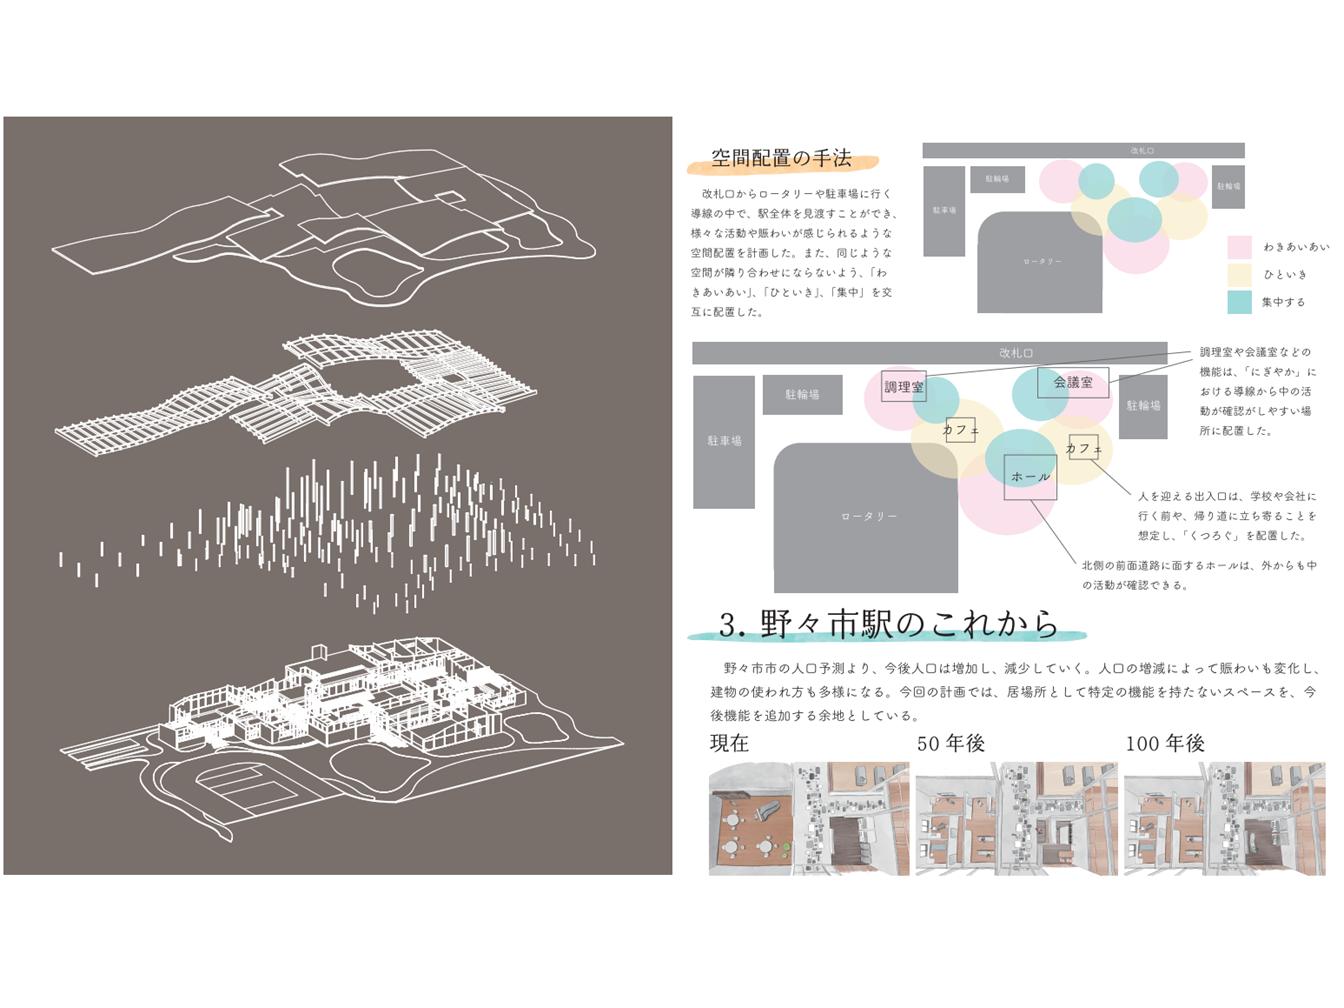 空間配置の手法
改札口からロータリーや駐車場に行く
導線の中で、駅全体を見渡すことができ、
様々な活動や賑わいが感じられるような
空間配置を計画した。また、同じような
空間が隣り合わせにならないよう、「わ
きあいあい」、「ひといき」、「集中」を交
互に配置した。
改札口
駐輪場
駐車場
駐輪場
ロータリー
わきあいあい
ひといき
集中する
改札口
調理室
会議室
駐輪場
駐輪場
駐車場
カフェ
カフェ
ホール
ロータリー
調理室や会議室などの
機能は、「にぎやか」に
おける導線から中の活
動が確認がしやすい場
所に配置した。
人を迎える出入口は、学校や会社に
行く前や、帰り道に立ち寄ることを
想定し、「くつろぐ」を配置した。
北側の前面道路に面するホールは、外からも中
の活動が確認できる。
3. 野々市駅のこれから
野々市市の人口予測より、今後人口は増加し、減少していく。人口の増減によって賑わいも変化し、
建物の使われ方も多様になる。今回の計画では、居場所として特定の機能を持たないスペースを、今
後機能を追加する余地としている。
現在
50 年後
100 年後